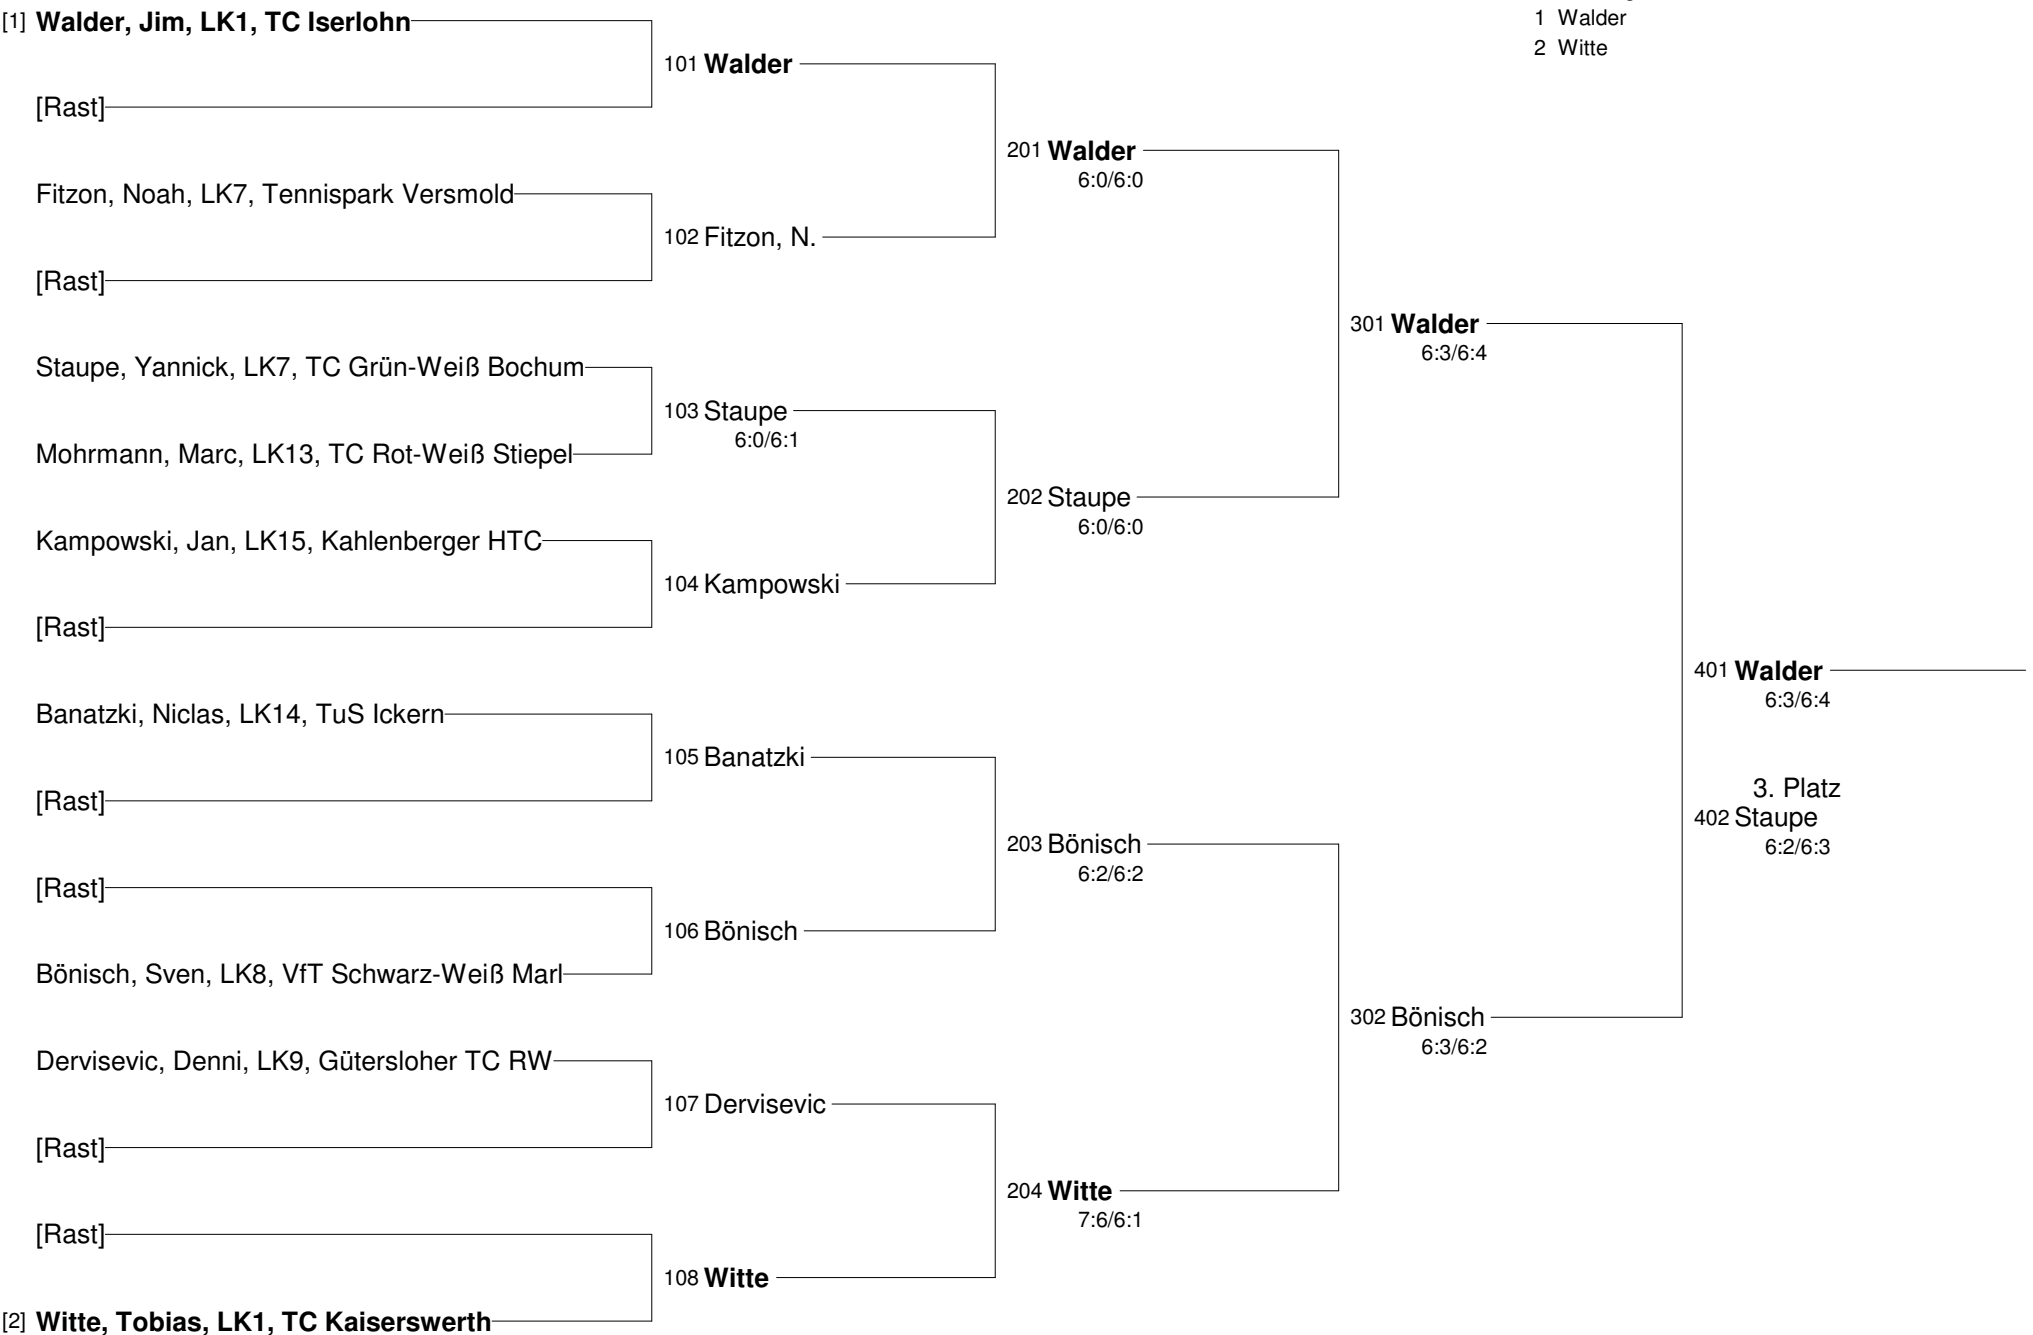 [1] Walder, Jim, LK1, TC Iserlohn
1 Walder
2 Witte
101 Walder
[Rast]
201 Walder
6:0/6:0
Fitzon, Noah, LK7, Tennispark Versmold
102 Fitzon, N.
[Rast]
301 Walder
6:3/6:4
Staupe, Yannick, LK7, TC Grün-Weiß Bochum
103 Staupe
6:0/6:1
Mohrmann, Marc, LK13, TC Rot-Weiß Stiepel
202 Staupe
6:0/6:0
Kampowski, Jan, LK15, Kahlenberger HTC
104 Kampowski
[Rast]
401 Walder
6:3/6:4
Banatzki, Niclas, LK14, TuS Ickern
105 Banatzki
3. Platz
[Rast]
402 Staupe
6:2/6:3
203 Bönisch
6:2/6:2
[Rast]
106 Bönisch
Bönisch, Sven, LK8, VfT Schwarz-Weiß Marl
302 Bönisch
6:3/6:2
Dervisevic, Denni, LK9, Gütersloher TC RW
107 Dervisevic
[Rast]
204 Witte
7:6/6:1
[Rast]
108 Witte
[2] Witte, Tobias, LK1, TC Kaiserswerth